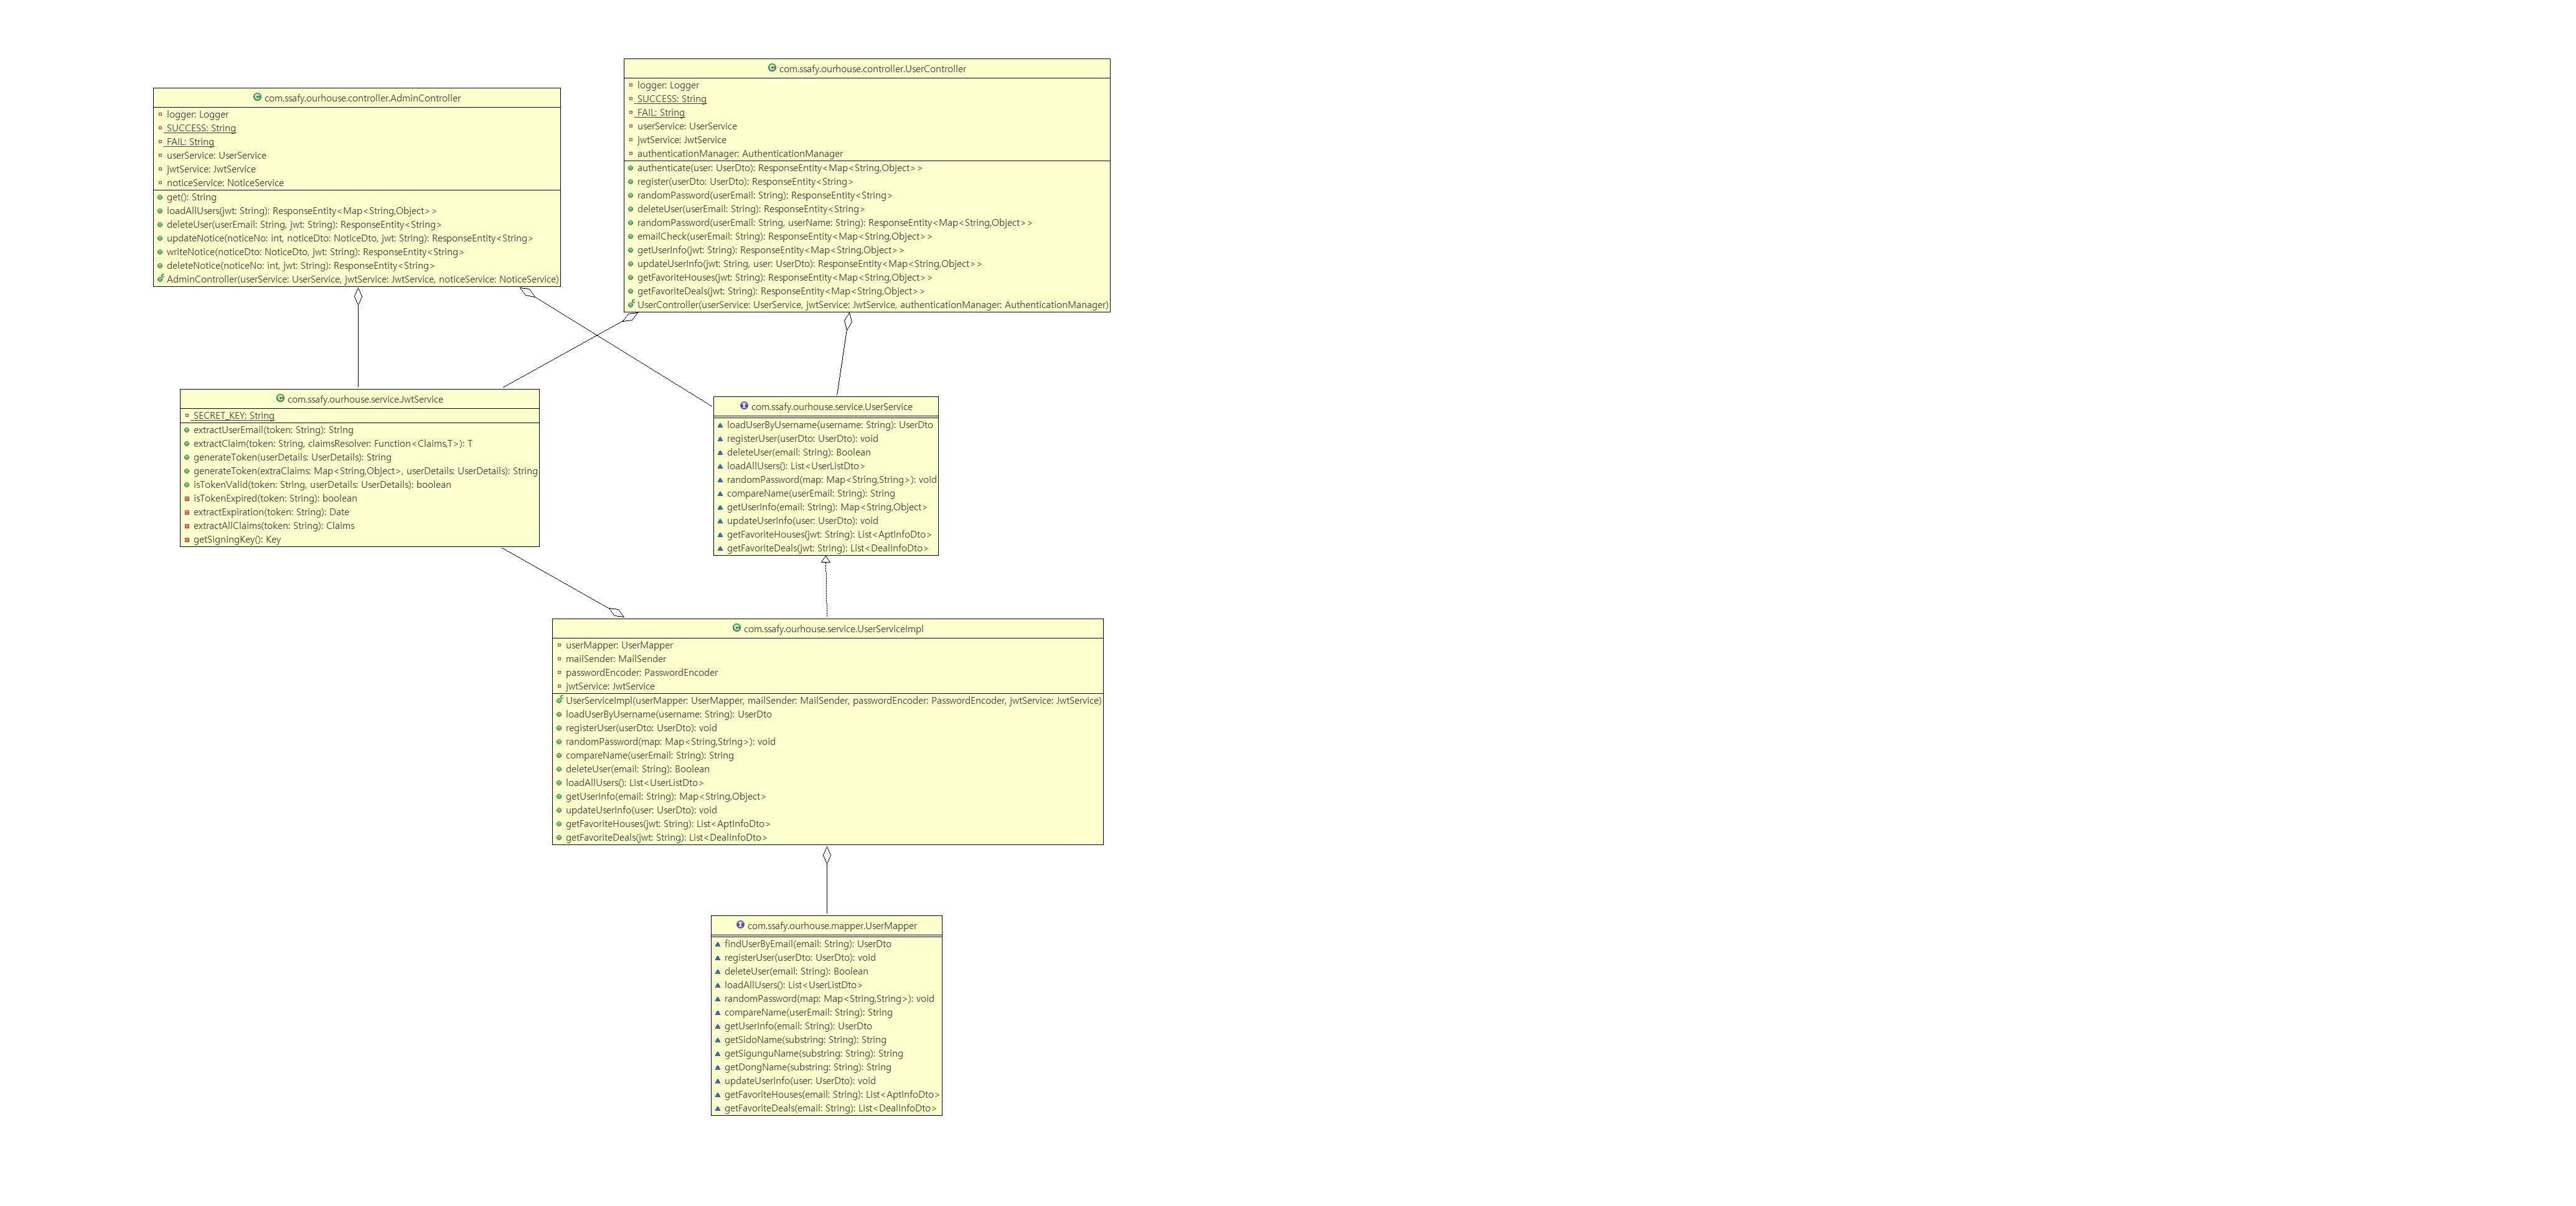 com.ssafy.ourhouse.controller.AdminController
logger: Logger
SUCCESS: String
FAIL: String
userService: UserService
jwtService: JwtService
noticeService: NoticeService
get(): String
loadAllUsers(jwt: String): ResponseEntity<Map<String,Object>>
deleteUser(userEmail: String, jwt: String): ResponseEntity<String>
updateNotice(noticeNo: int, noticeDto: NoticeDto, jwt: String): ResponseEntity<String>
writeNotice(noticeDto: NoticeDto, jwt: String): ResponseEntity<String>
deleteNotice(noticeNo: int, jwt: String): ResponseEntity<String>
AdminController(userService: UserService, jwtService: JwtService, noticeService: NoticeService)
com.ssafy.ourhouse.controller.UserController
logger: Logger
SUCCESS: String
FAIL: String
userService: UserService
jwtService: JwtService
authenticationManager: AuthenticationManager
authenticate(user: UserDto): ResponseEntity<Map<String,Object>>
register(userDto: UserDto): ResponseEntity<String>
randomPassword(userEmail: String): ResponseEntity<String>
deleteUser(userEmail: String): ResponseEntity<String>
randomPassword(userEmail: String, userName: String): ResponseEntity<Map<String,Object>>
emailCheck(userEmail: String): ResponseEntity<Map<String,Object>>
getUserInfo(jwt: String): ResponseEntity<Map<String,Object>>
updateUserInfo(jwt: String, user: UserDto): ResponseEntity<Map<String,Object>>
getFavoriteHouses(jwt: String): ResponseEntity<Map<String,Object>>
getFavoriteDeals(jwt: String): ResponseEntity<Map<String,Object>>
UserController(userService: UserService, jwtService: JwtService, authenticationManager: AuthenticationManager)
com.ssafy.ourhouse.service.JwtService
SECRET_KEY: String
extractUserEmail(token: String): String
extractClaim(token: String, claimsResolver: Function<Claims,T>): T
generateToken(userDetails: UserDetails): String
generateToken(extraClaims: Map<String,Object>, userDetails: UserDetails): String
isTokenValid(token: String, userDetails: UserDetails): boolean
isTokenExpired(token: String): boolean
extractExpiration(token: String): Date
extractAllClaims(token: String): Claims
getSigningKey(): Key
com.ssafy.ourhouse.service.UserService
loadUserByUsername(username: String): UserDto
registerUser(userDto: UserDto): void
deleteUser(email: String): Boolean
loadAllUsers(): List<UserListDto>
randomPassword(map: Map<String,String>): void
compareName(userEmail: String): String
getUserInfo(email: String): Map<String,Object>
updateUserInfo(user: UserDto): void
getFavoriteHouses(jwt: String): List<AptInfoDto>
getFavoriteDeals(jwt: String): List<DealInfoDto>
com.ssafy.ourhouse.service.UserServiceImpl
userMapper: UserMapper
mailSender: MailSender
passwordEncoder: PasswordEncoder
jwtService: JwtService
UserServiceImpl(userMapper: UserMapper, mailSender: MailSender, passwordEncoder: PasswordEncoder, jwtService: JwtService)
loadUserByUsername(username: String): UserDto
registerUser(userDto: UserDto): void
randomPassword(map: Map<String,String>): void
compareName(userEmail: String): String
deleteUser(email: String): Boolean
loadAllUsers(): List<UserListDto>
getUserInfo(email: String): Map<String,Object>
updateUserInfo(user: UserDto): void
getFavoriteHouses(jwt: String): List<AptInfoDto>
getFavoriteDeals(jwt: String): List<DealInfoDto>
com.ssafy.ourhouse.mapper.UserMapper
findUserByEmail(email: String): UserDto
registerUser(userDto: UserDto): void
deleteUser(email: String): Boolean
loadAllUsers(): List<UserListDto>
randomPassword(map: Map<String,String>): void
compareName(userEmail: String): String
getUserInfo(email: String): UserDto
getSidoName(substring: String): String
getSigunguName(substring: String): String
getDongName(substring: String): String
updateUserInfo(user: UserDto): void
getFavoriteHouses(email: String): List<AptInfoDto>
getFavoriteDeals(email: String): List<DealInfoDto>